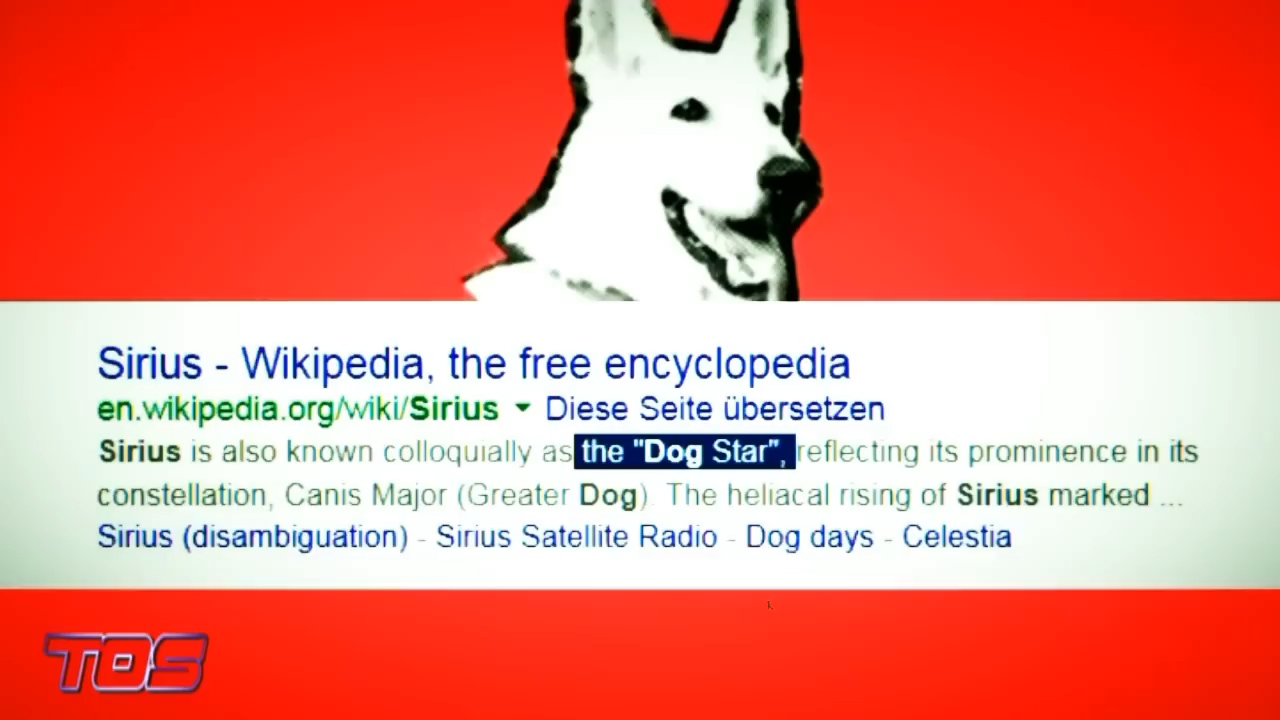 Sirius - Wikipedia, the free encyclopedia
en.wikipedia.org/wiki/Sirius ▾ Diese Seite übersetzen
Sirius is also known colloquially as the "Dog Star", reflecting its prominence in its
constellation, Canis Major (Greater Dog). The heliacal rising of Sirius marked ...
Sirius (disambiguation) - Sirius Satellite Radio - Dog days - Celestia
TOS